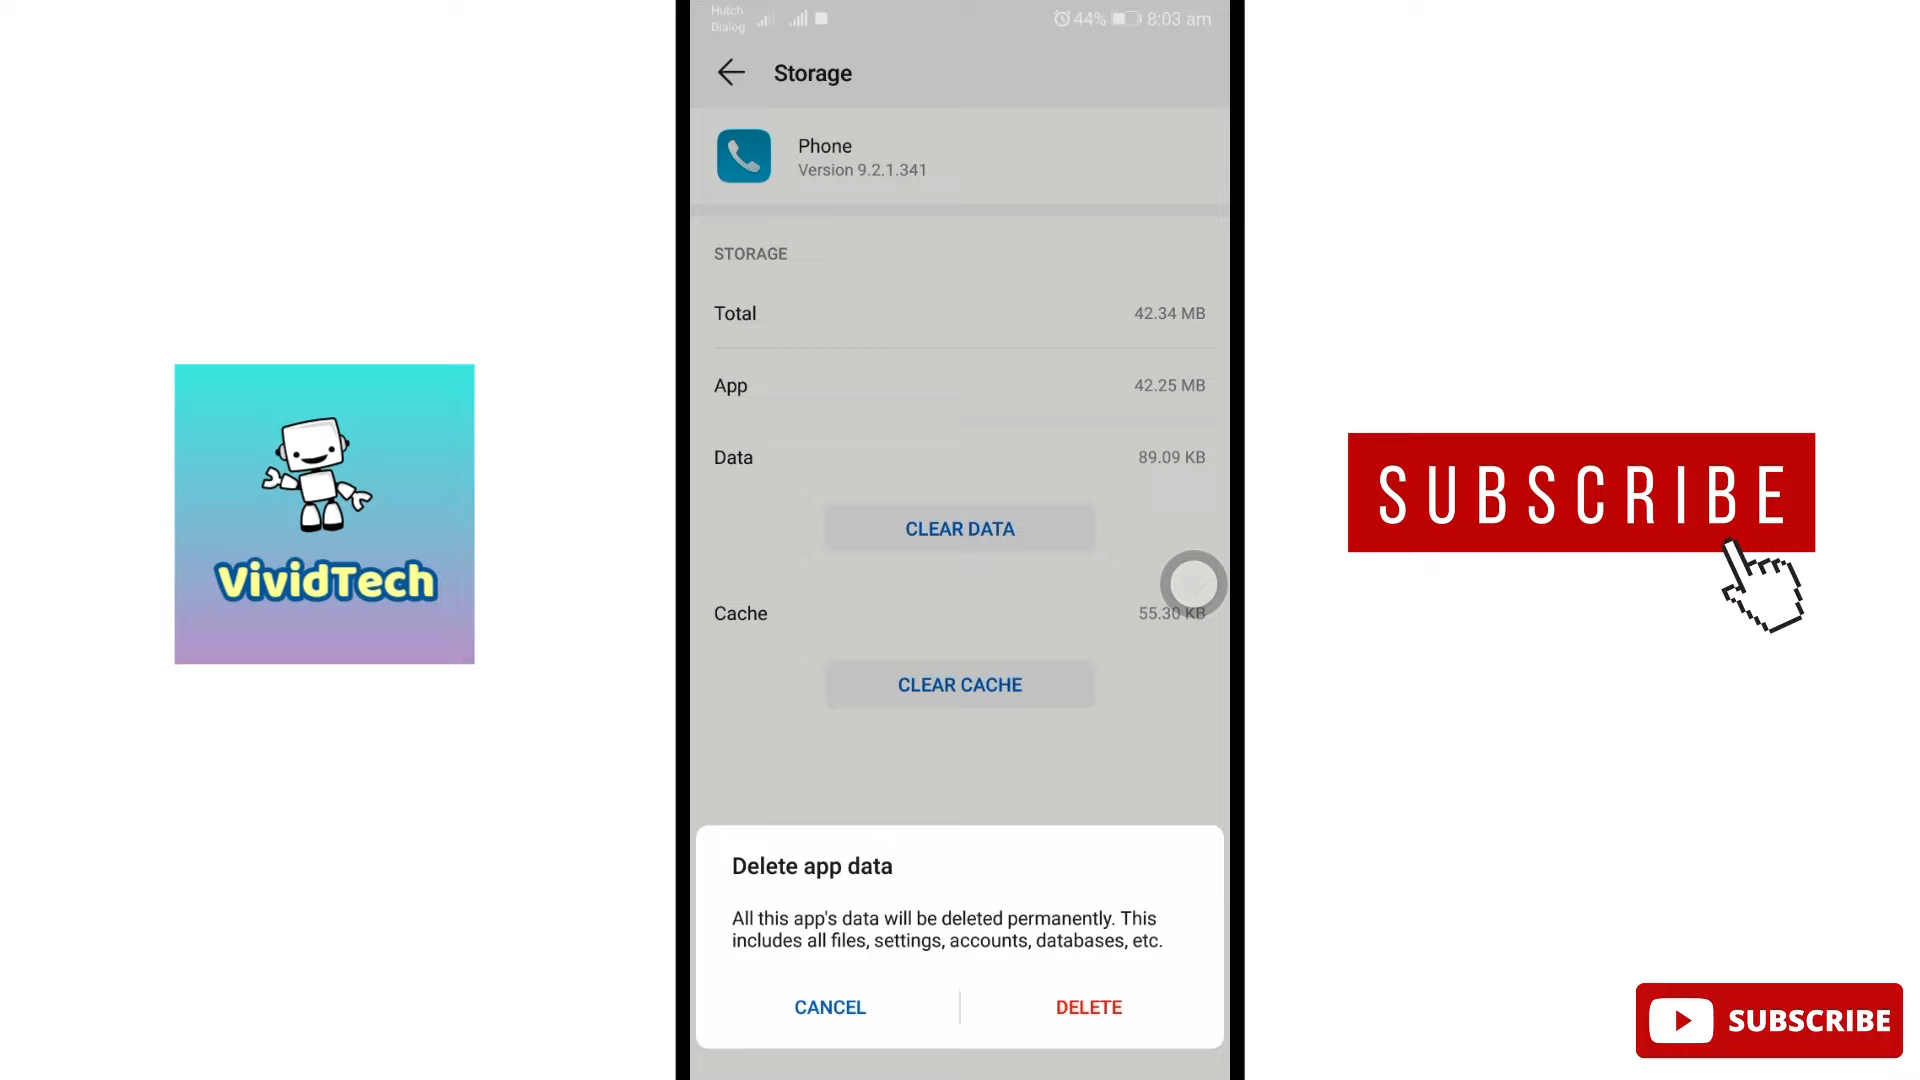 Hutch
Dialog
44% 8:03 am
Storage
Phone
Version 9.2.1.341
STORAGE
Total 42.34 MB
App 42.25 MB
Data 89.09 KB
CLEAR DATA
Cache 55.30 KB
CLEAR CACHE
Delete app data
All this app's data will be deleted permanently. This
includes all files, settings, accounts, databases, etc.
CANCEL DELETE
VividTech
SUBSCRIBE
SUBSCRIBE